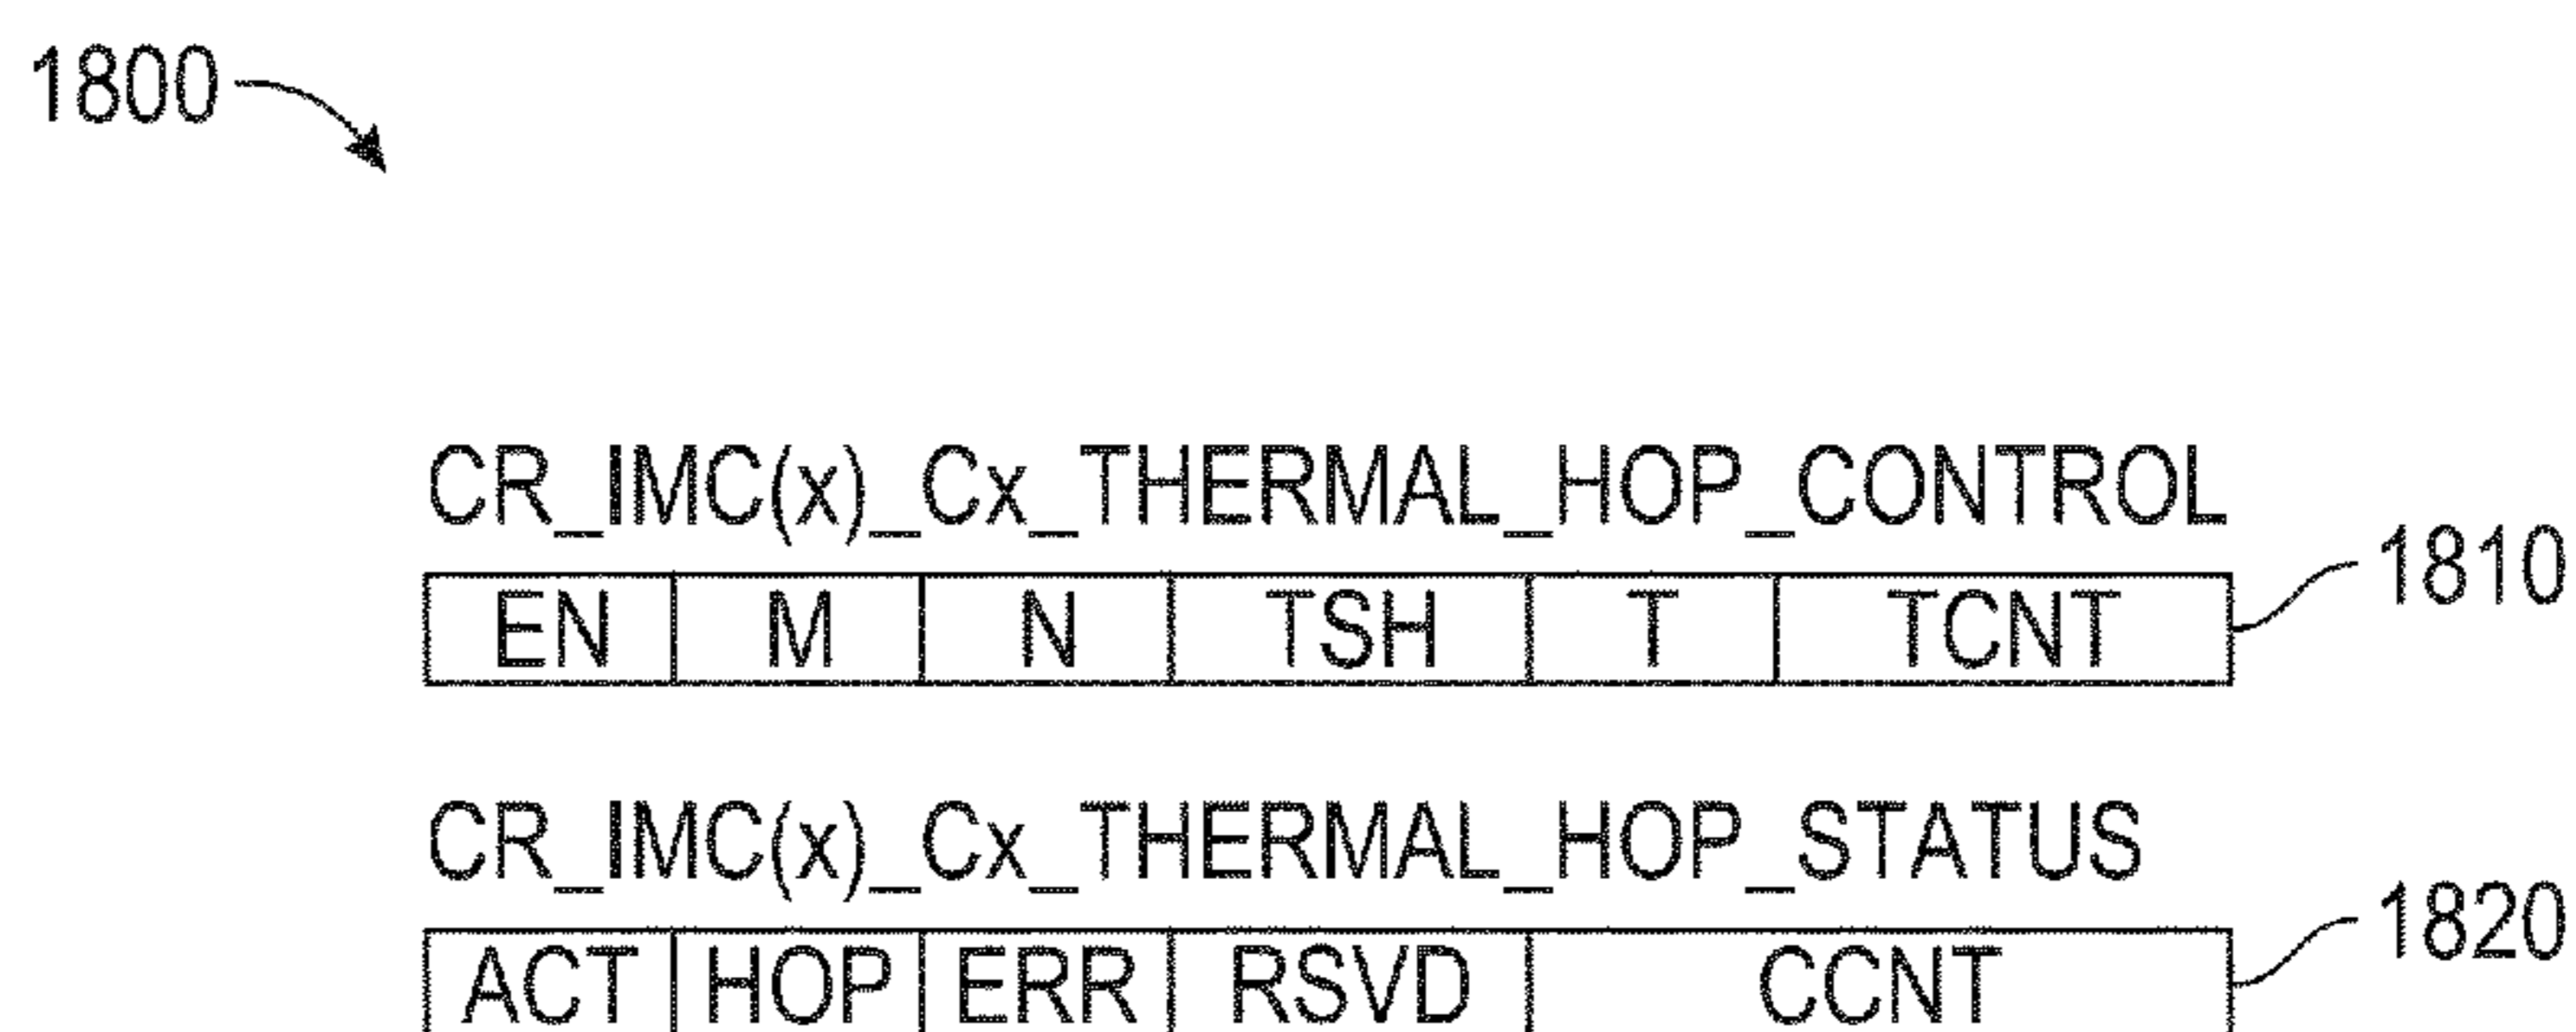 1800
CR_IMC(x)_Cx_THERMAL_HOP_CONTROL
EN M N TSH T TCNT 1810
CR_IMC(x)_Cx_THERMAL_HOP_STATUS
ACT HOP ERR RSVD CCNT 1820